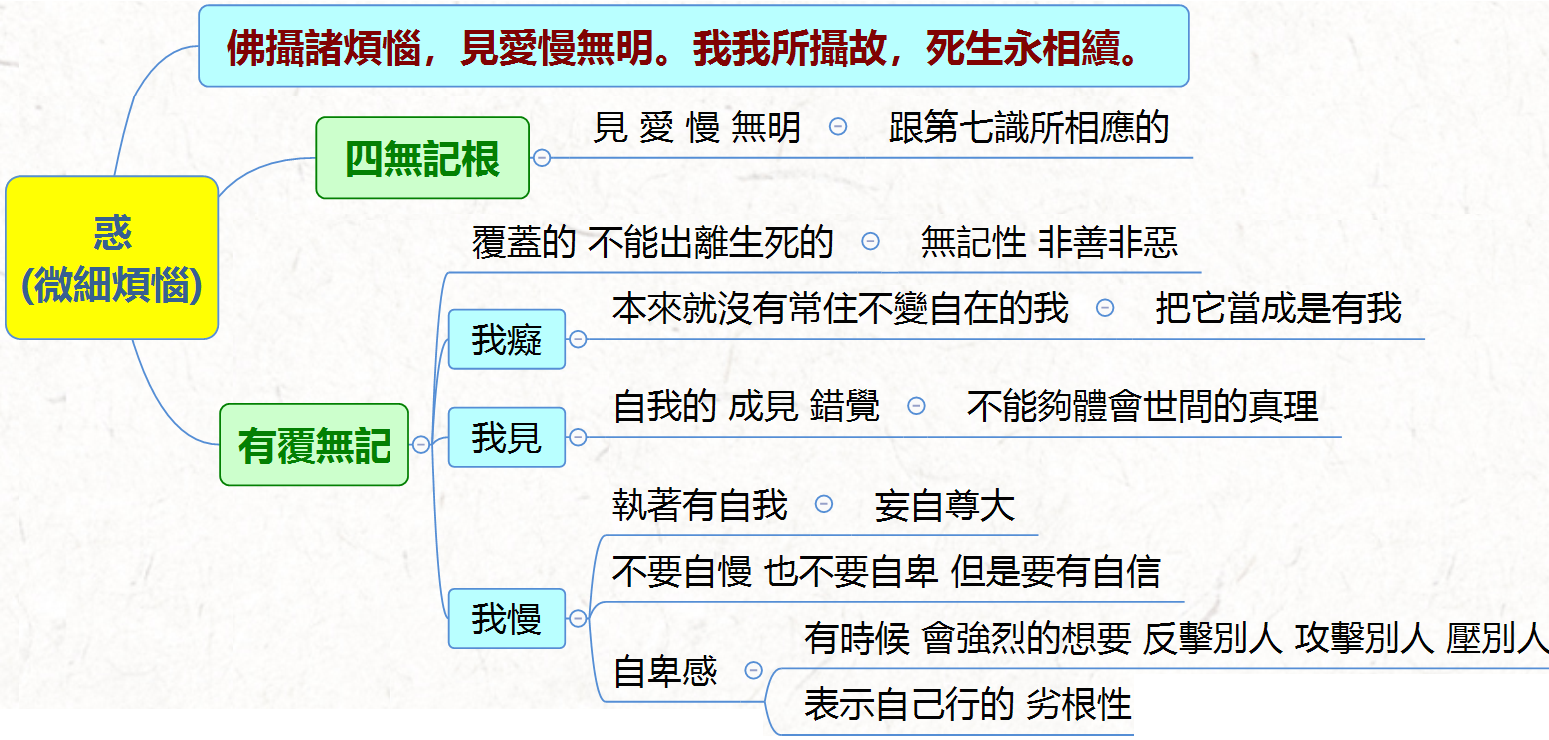 佛攝諸煩惱，見愛慢無明。我我所攝故，死生永相續。
四無記根
見 愛 慢 無明
跟第七識所相應的
惑
(微細煩惱)
有覆無記
覆蓋的 不能出離生死的
無記性 非善非惡
我癡
本來就沒有常住不變自在的我
把它當成是有我
我見
自我的 成見 錯覺
不能夠體會世間的真理
我慢
執著有自我
妄自尊大
不要自慢 也不要自卑 但是要有自信
自卑感
有時候 會強烈的想要 反擊別人 攻擊別人 壓別人
表示自己行的 劣根性